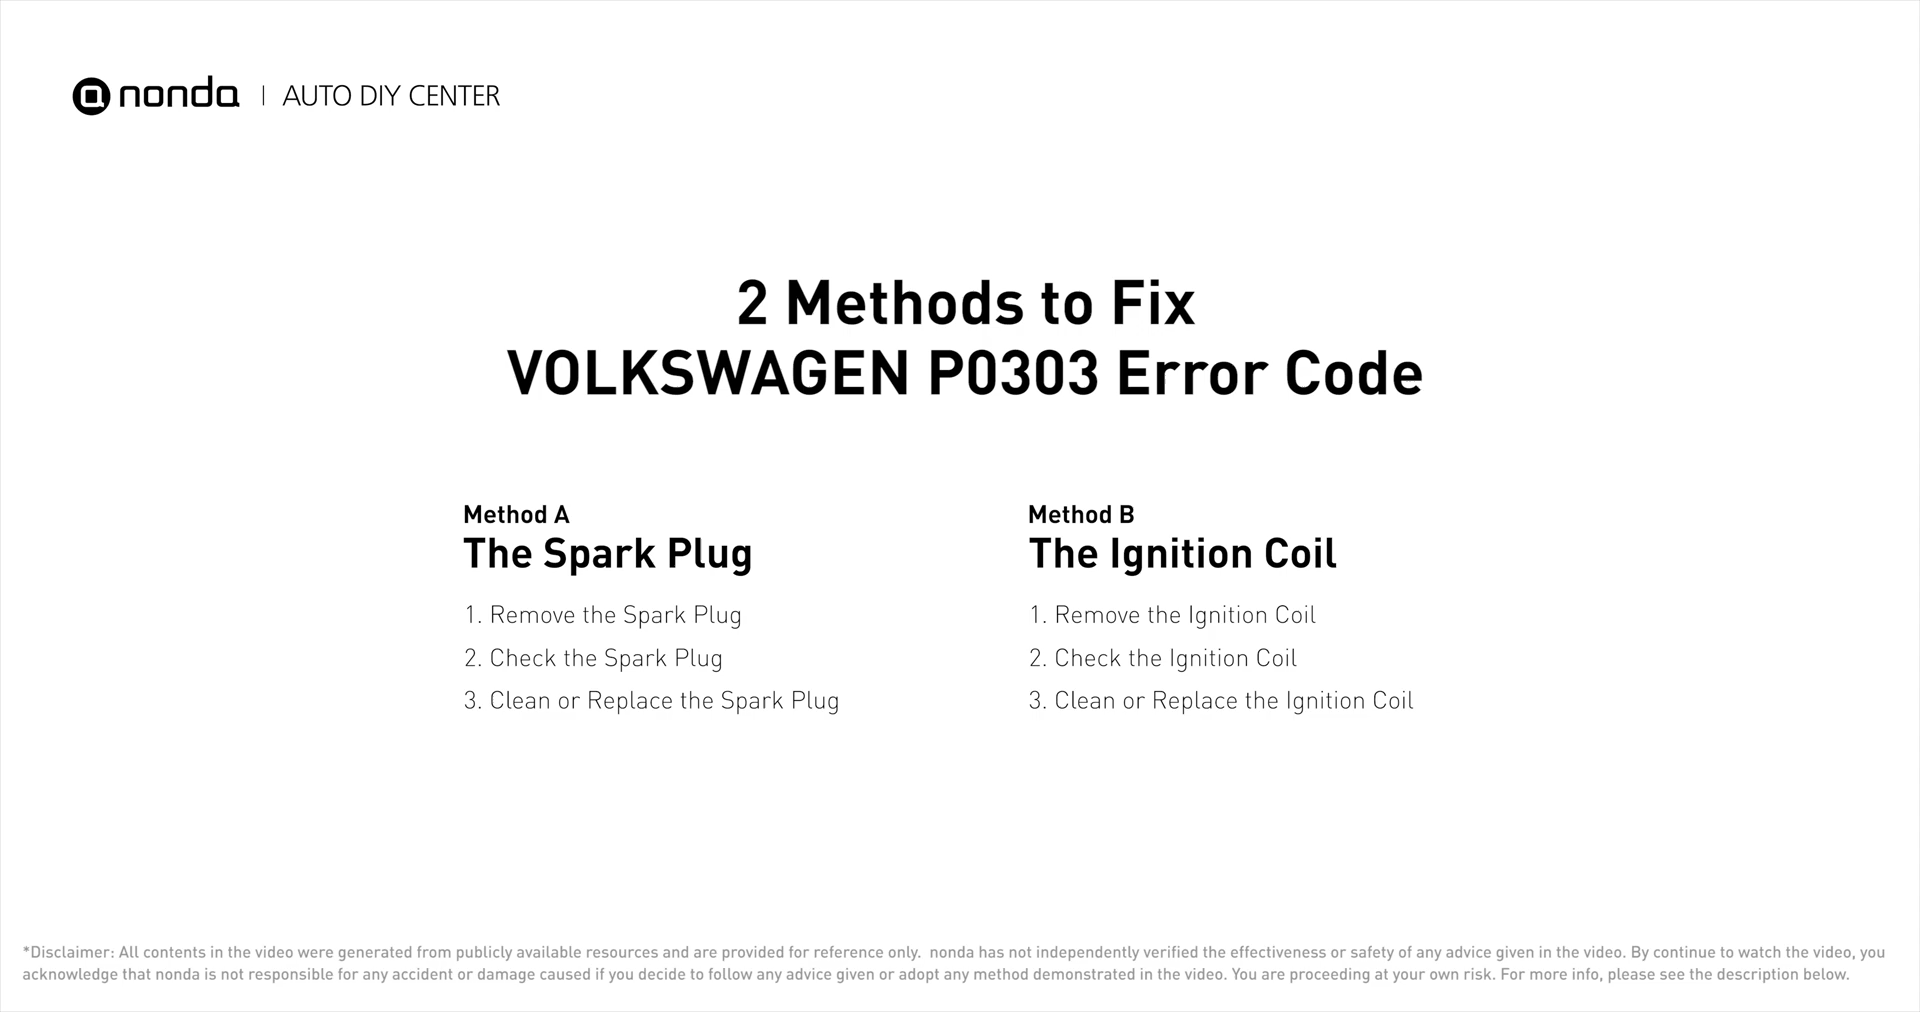 nonda | AUTO DIY CENTER
2 Methods to Fix
VOLKSWAGEN P0303 Error Code
Method A
The Spark Plug
1. Remove the Spark Plug
2. Check the Spark Plug
3. Clean or Replace the Spark Plug
Method B
The Ignition Coil
1. Remove the Ignition Coil
2. Check the Ignition Coil
3. Clean or Replace the Ignition Coil
*Disclaimer: All contents in the video were generated from publicly available resources and are provided for reference only. nonda has not independently verified the effectiveness or safety of any advice given in the video. By continue to watch the video, you
acknowledge that nonda is not responsible for any accident or damage caused if you decide to follow any advice given or adopt any method demonstrated in the video. You are proceeding at your own risk. For more info, please see the description below.